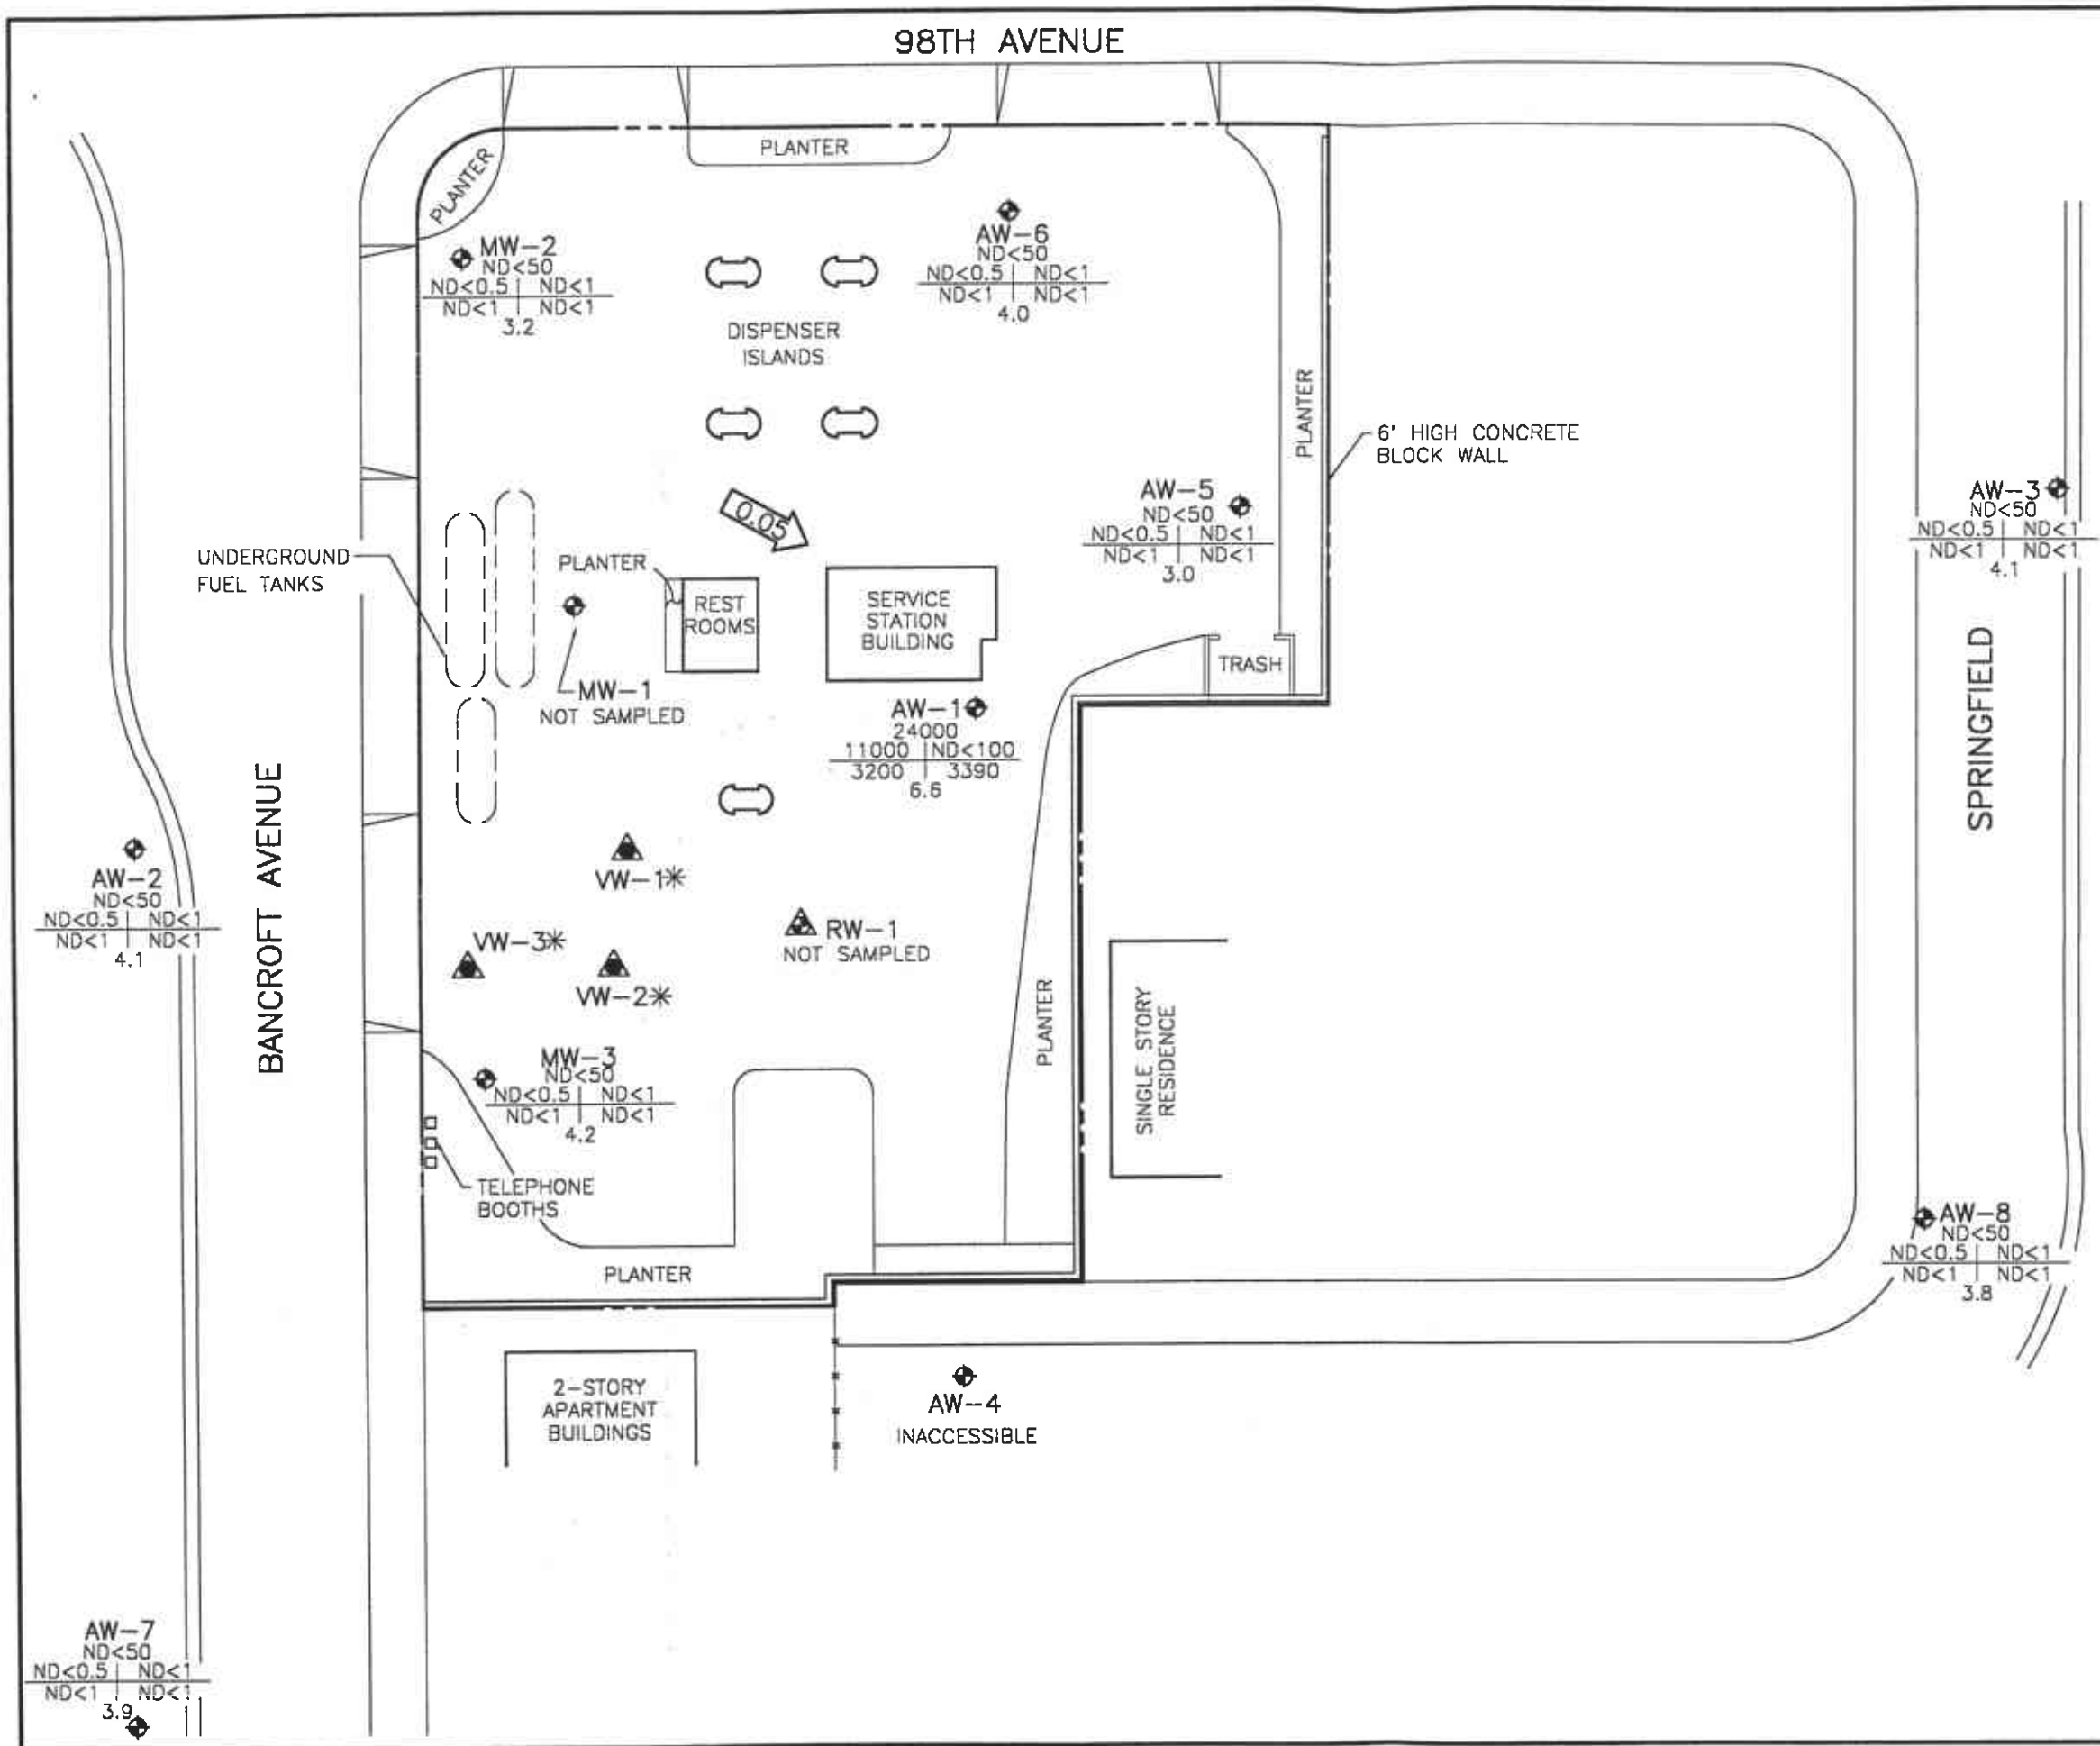 98TH AVENUE
PLANTER
PLANTER
MW-2
ND<50
ND<0.5 | ND<1
ND<1 | ND<1
3.2
AW-6
ND<50
ND<0.5 | ND<1
ND<1 | ND<1
4.0
DISPENSER
ISLANDS
PLANTER
6' HIGH CONCRETE
BLOCK WALL
AW-5
ND<50
ND<0.5 | ND<1
ND<1 | ND<1
3.0
AW-3
ND<50
ND<0.5 | ND<1
ND<1 | ND<1
4.1
0.05
UNDERGROUND
FUEL TANKS
PLANTER
REST
ROOMS
SERVICE
STATION
BUILDING
TRASH
MW-1
NOT SAMPLED
AW-1
24000
11000 | ND<100
3200 | 3390
6.6
SPRINGFIELD
BANCROFT AVENUE
AW-2
ND<50
ND<0.5 | ND<1
ND<1 | ND<1
4.1
VW-1*
VW-3*
VW-2*
RW-1
NOT SAMPLED
PLANTER
SINGLE STORY
RESIDENCE
MW-3
ND<50
ND<0.5 | ND<1
ND<1 | ND<1
4.2
TELEPHONE
BOOTHS
PLANTER
AW-8
ND<50
ND<0.5 | ND<1
ND<1 | ND<1
3.8
2-STORY
APARTMENT
BUILDINGS
AW-4
INACCESSIBLE
AW-7
ND<50
ND<0.5 | ND<1
ND<1 | ND<1
3.9